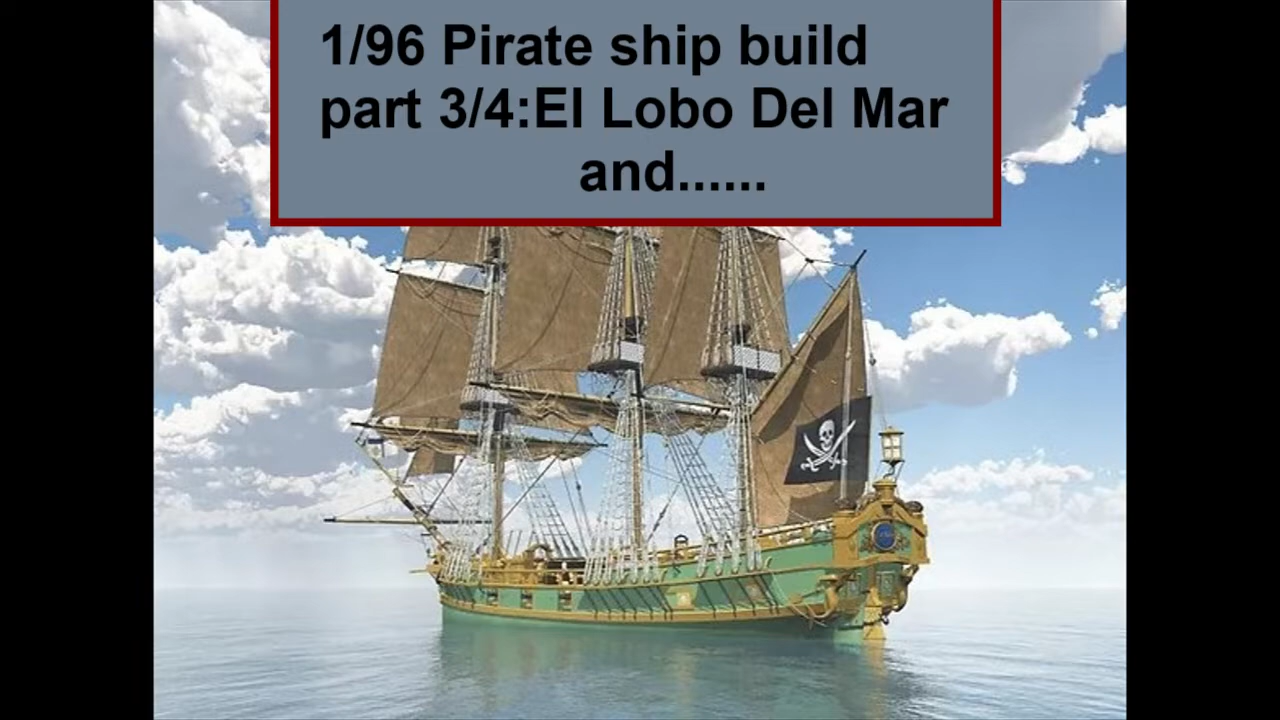 1/96 Pirate ship build
part 3/4:El Lobo Del Mar
and......